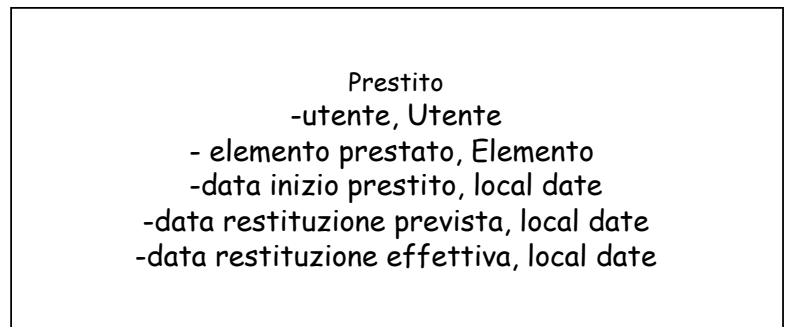 Prestito
-utente, Utente
- elemento prestato, Elemento
-data inizio prestito, local date
-data restituzione prevista, local date
-data restituzione effettiva, local date